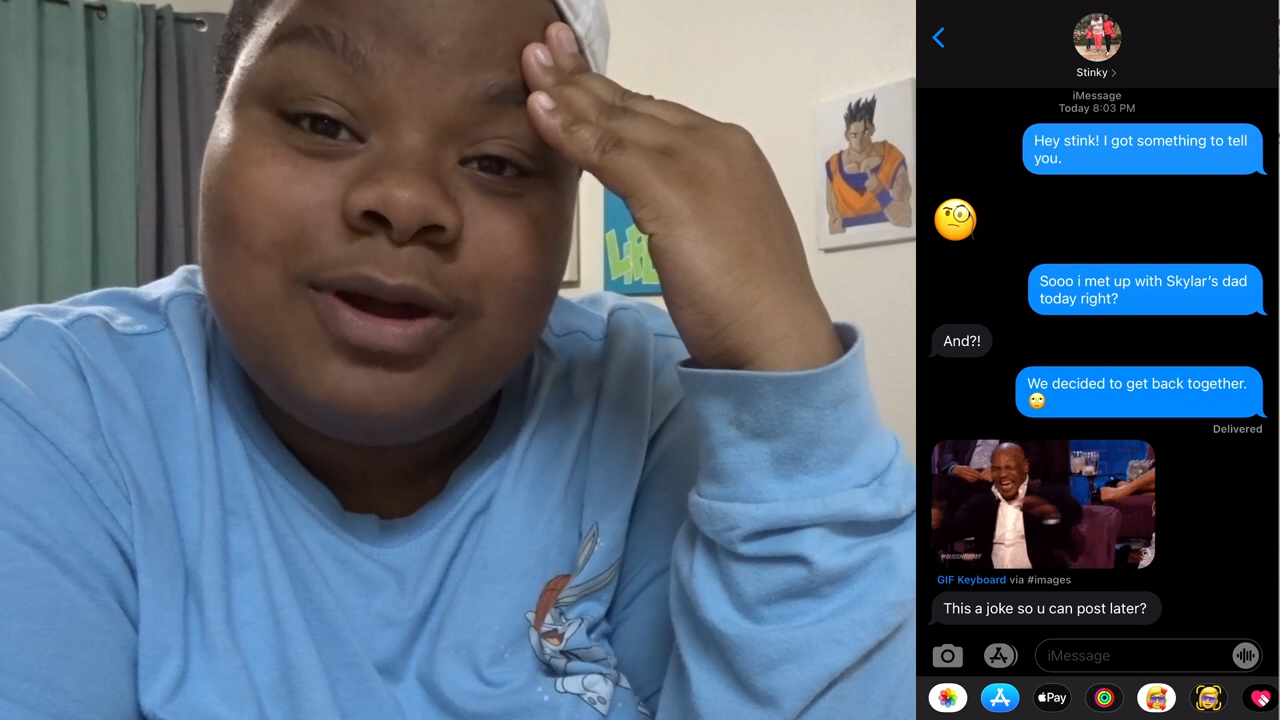 Stinky
iMessage
Today 8:03 PM
Hey stink! I got something to tell
you.
Sooo i met up with Skylar’s dad
today right?
And?!
We decided to get back together.
🙄
Delivered
GIF Keyboard via #images
This a joke so u can post later?
iMessage
Pay